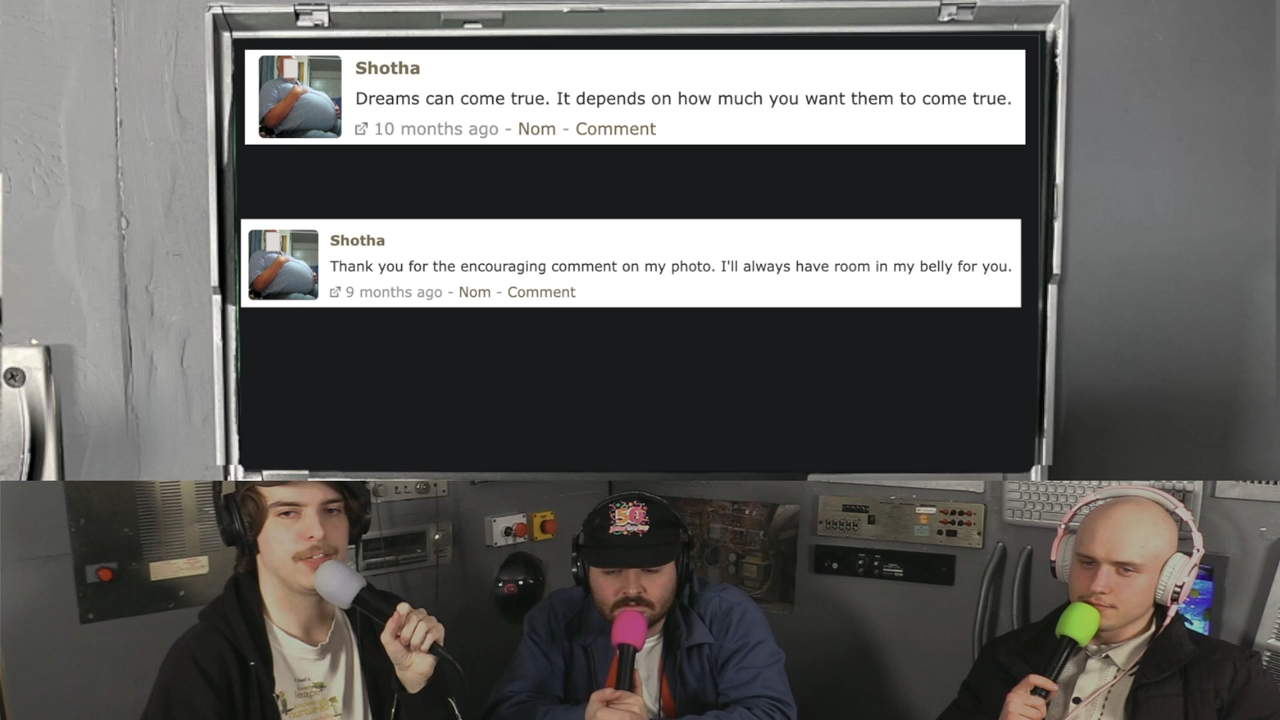 Shotha
Dreams can come true. It depends on how much you want them to come true.
10 months ago - Nom - Comment
Shotha
Thank you for the encouraging comment on my photo. I'll always have room in my belly for you.
9 months ago - Nom - Comment
50
leap